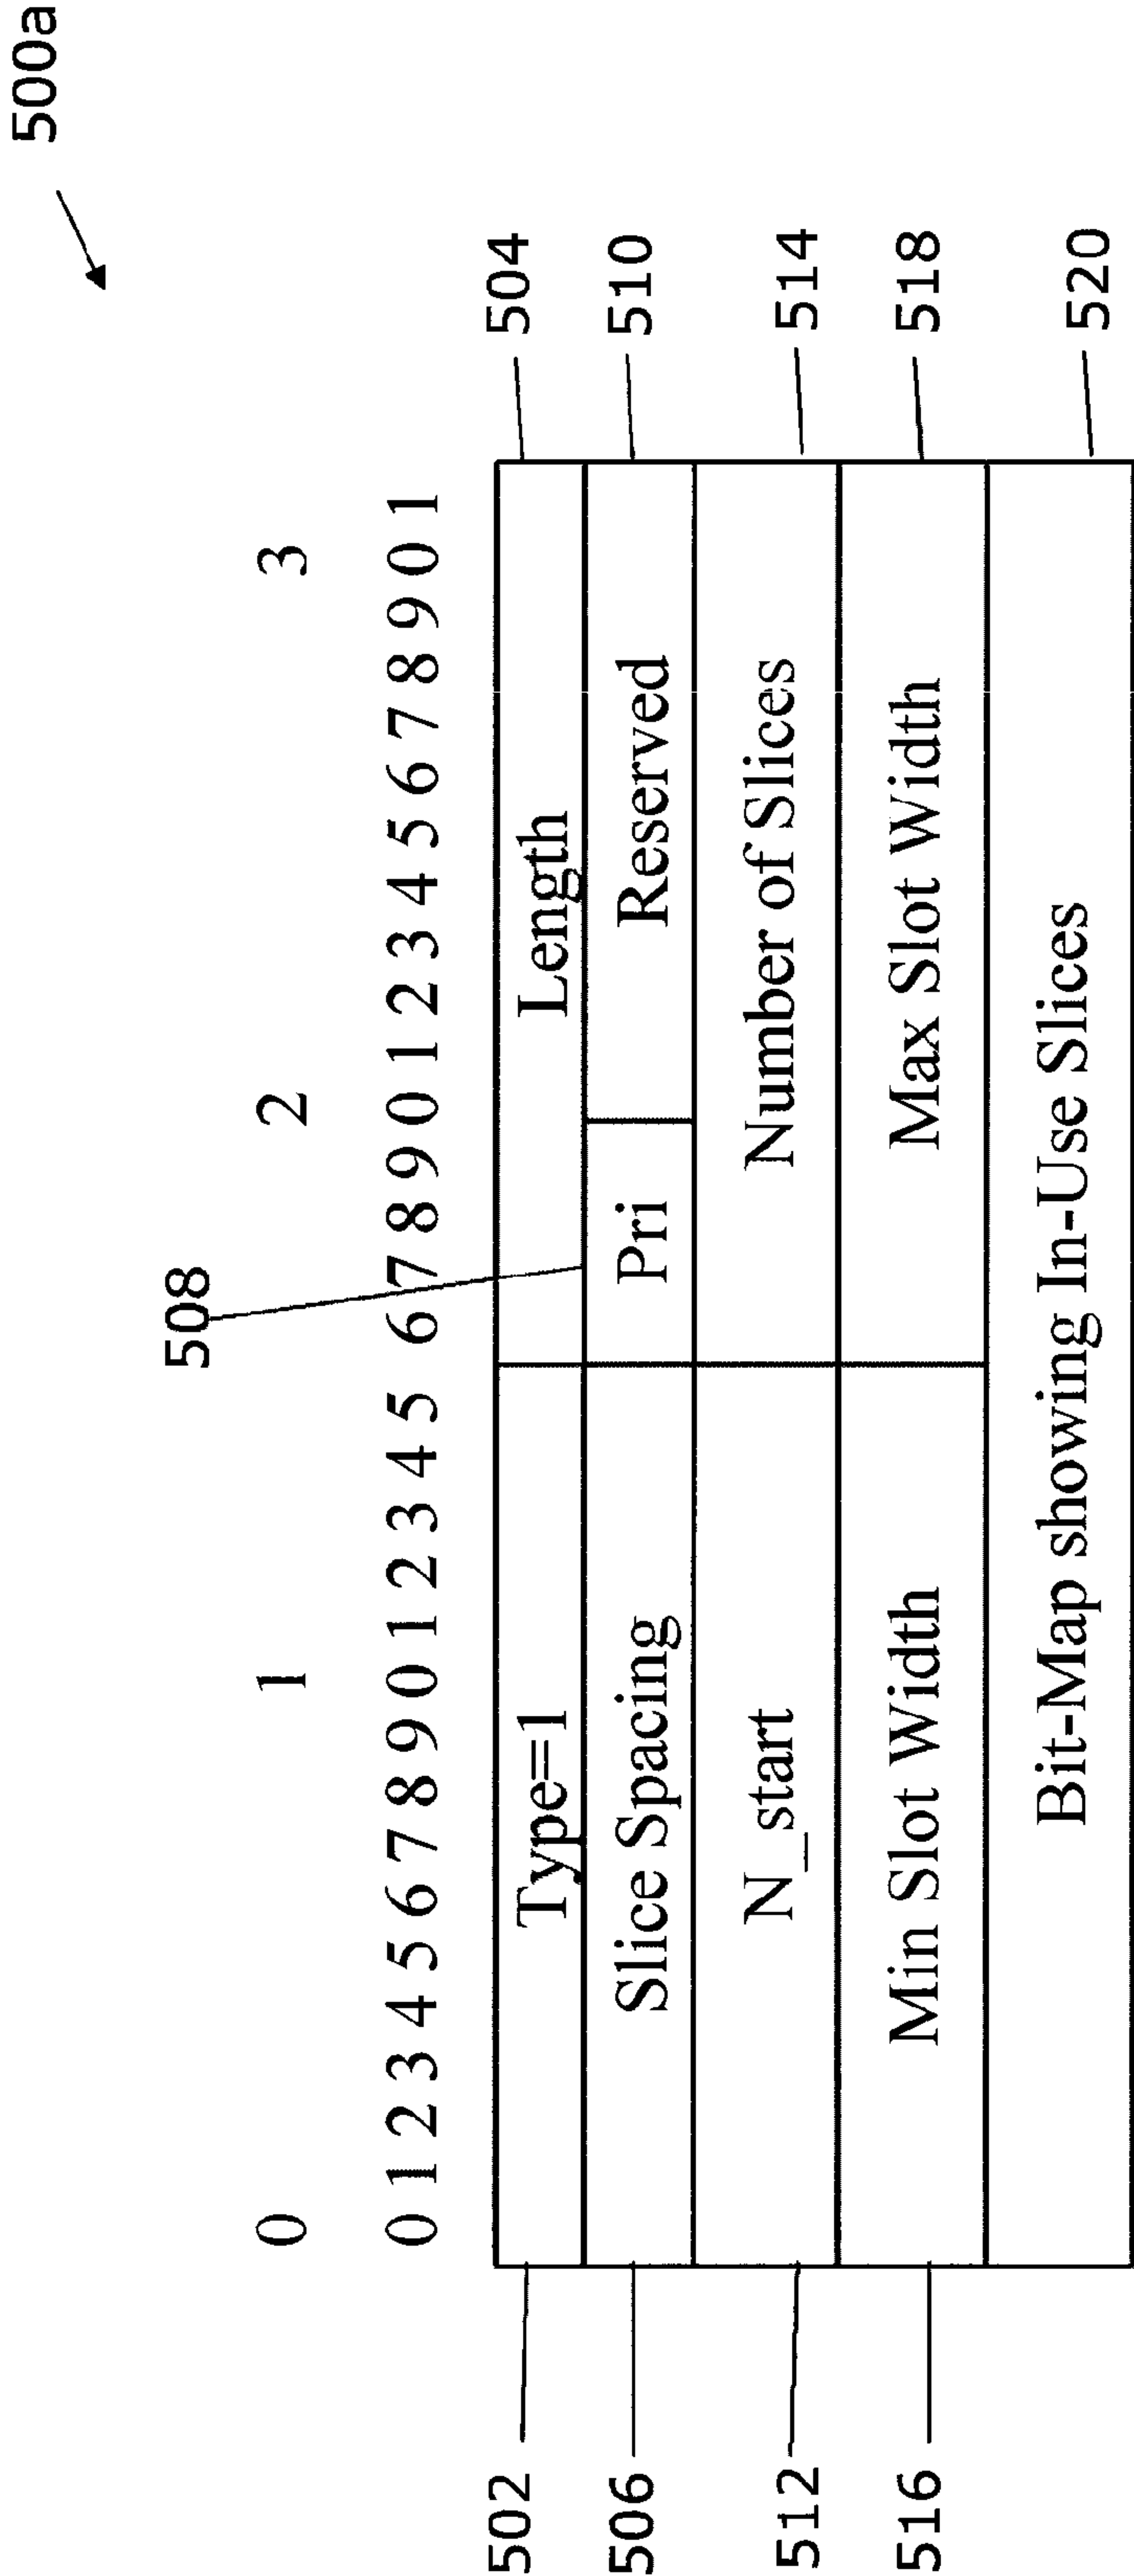 500a
508
0 1 2 3
0 1 2 3 4 5 6 7 8 9 0 1 2 3 4 5 6 7 8 9 0 1 2 3 4 5 6 7 8 9 0 1
502 Type=1 Length 504
506 Slice Spacing Pri Reserved 510
512 N_start Number of Slices 514
516 Min Slot Width Max Slot Width 518
Bit-Map showing In-Use Slices 520